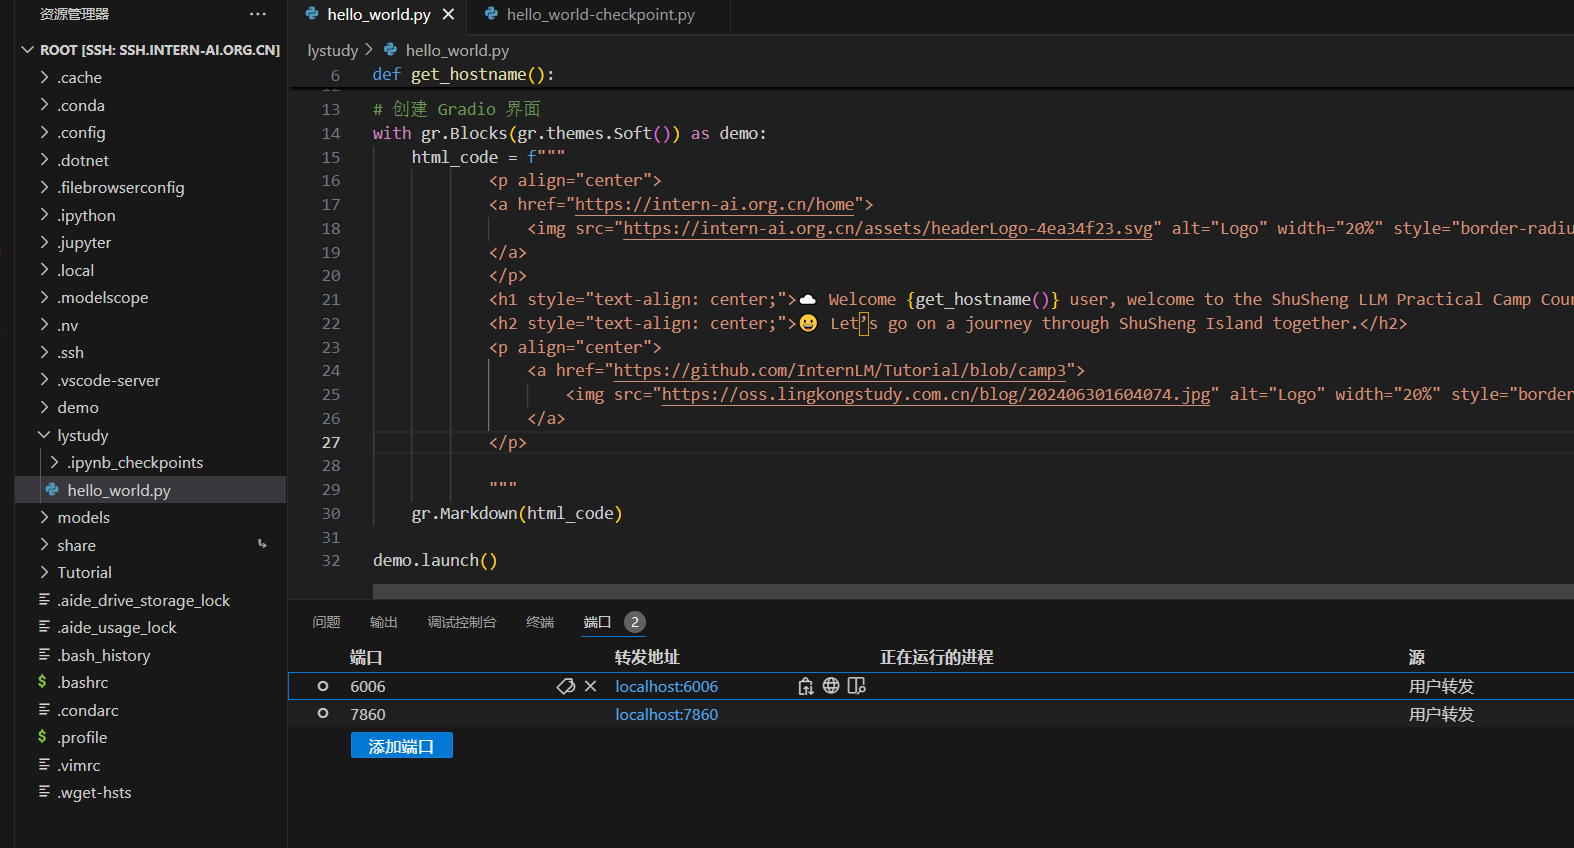 资源管理器
ROOT [SSH: SSH.INTERN-AI.ORG.CN]
.cache
.conda
.config
.dotnet
.filebrowserconfig
.ipython
.jupyter
.local
.modelscope
.nv
.ssh
.vscode-server
demo
lystudy
.ipynb_checkpoints
hello_world.py
models
share
Tutorial
.aide_drive_storage_lock
.aide_usage_lock
.bash_history
$ .bashrc
.condarc
$ .profile
.vimrc
.wget-hsts
hello_world.py
hello_world-checkpoint.py
lystudy > hello_world.py
6 def get_hostname():
13 # 创建 Gradio 界面
14 with gr.Blocks(gr.themes.Soft()) as demo:
15 html_code = f"""
16 <p align="center">
17 <a href="https://intern-ai.org.cn/home">
18 <img src="https://intern-ai.org.cn/assets/headerLogo-4ea34f23.svg" alt="Logo" width="20%" style="border-radiu
19 </a>
20 </p>
21 <h1 style="text-align: center;">☁️ Welcome {get_hostname()} user, welcome to the ShuSheng LLM Practical Camp Cour
22 <h2 style="text-align: center;">😀 Let’s go on a journey through ShuSheng Island together.</h2>
23 <p align="center">
24 <a href="https://github.com/InternLM/Tutorial/blob/camp3">
25 <img src="https://oss.lingkongstudy.com.cn/blog/202406301604074.jpg" alt="Logo" width="20%" style="border
26 </a>
27 </p>
28
29 """
30 gr.Markdown(html_code)
31
32 demo.launch()
问题 输出 调试控制台 终端 端口 2
端口 转发地址 正在运行的进程 源
6006 localhost:6006 用户转发
7860 localhost:7860 用户转发
添加端口